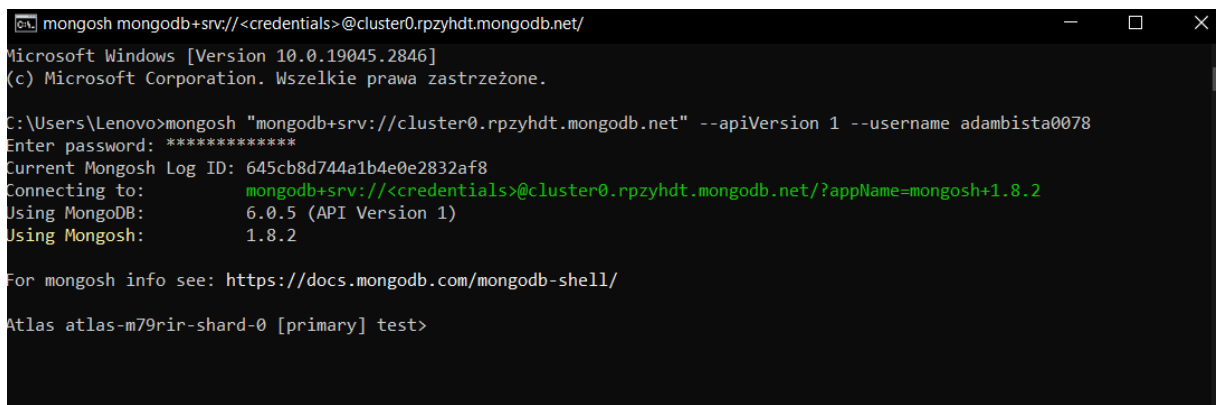 mongosh mongodb+srv://<credentials>@cluster0.rpzyhdt.mongodb.net/
Microsoft Windows [Version 10.0.19045.2846]
(c) Microsoft Corporation. Wszelkie prawa zastrzeżone.
C:\Users\Lenovo>mongosh "mongodb+srv://cluster0.rpzyhdt.mongodb.net" --apiVersion 1 --username adambista0078
Enter password: *************
Current Mongosh Log ID: 645cb8d744a1b4e0e2832af8
Connecting to: mongodb+srv://<credentials>@cluster0.rpzyhdt.mongodb.net/?appName=mongosh+1.8.2
Using MongoDB: 6.0.5 (API Version 1)
Using Mongosh: 1.8.2
For mongosh info see: https://docs.mongodb.com/mongodb-shell/
Atlas atlas-m79rir-shard-0 [primary] test>